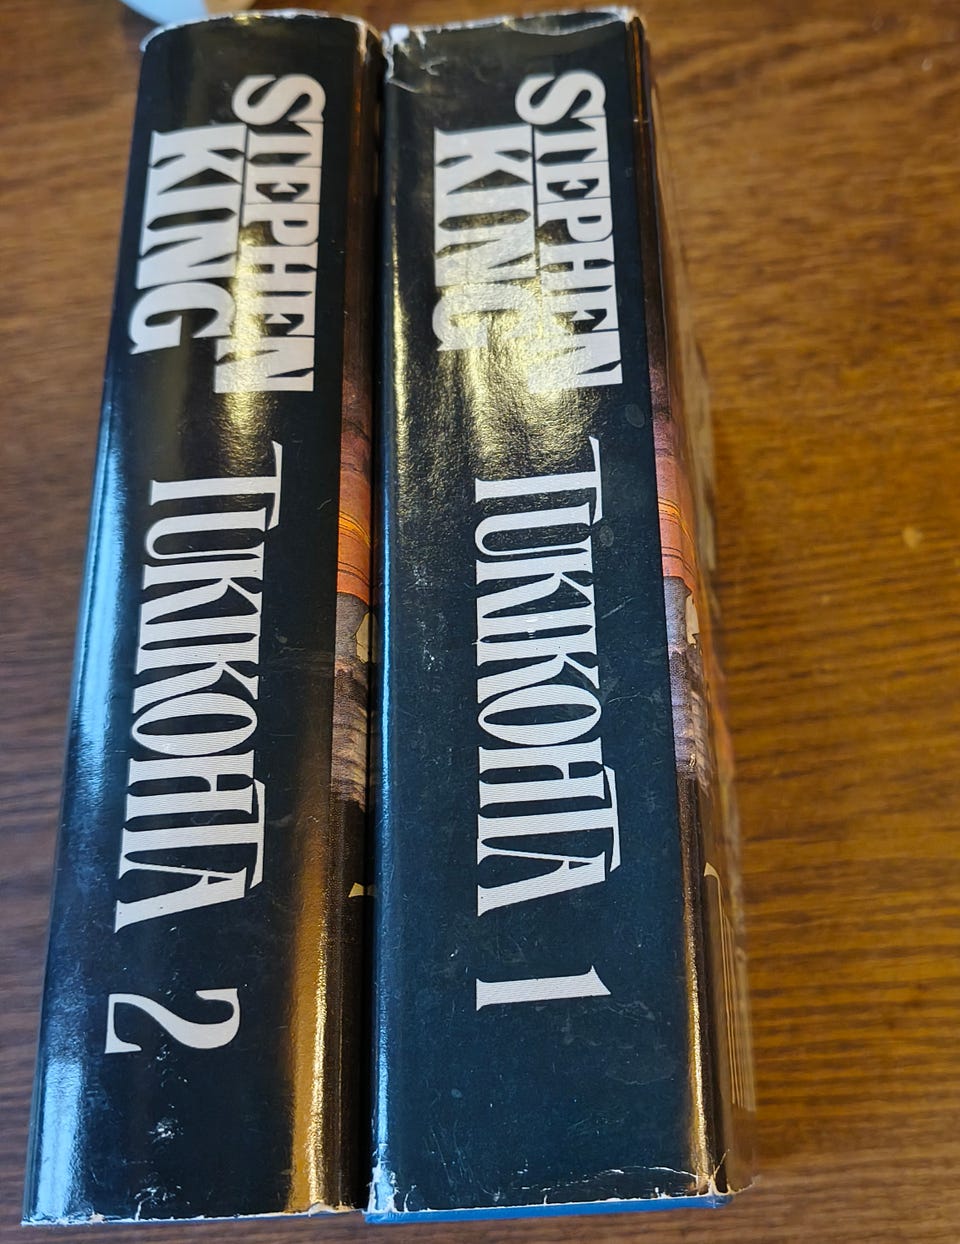 STEPHEN
KING
TUKIKOHTA 2
STEPHEN
KING
TUKIKOHTA 1